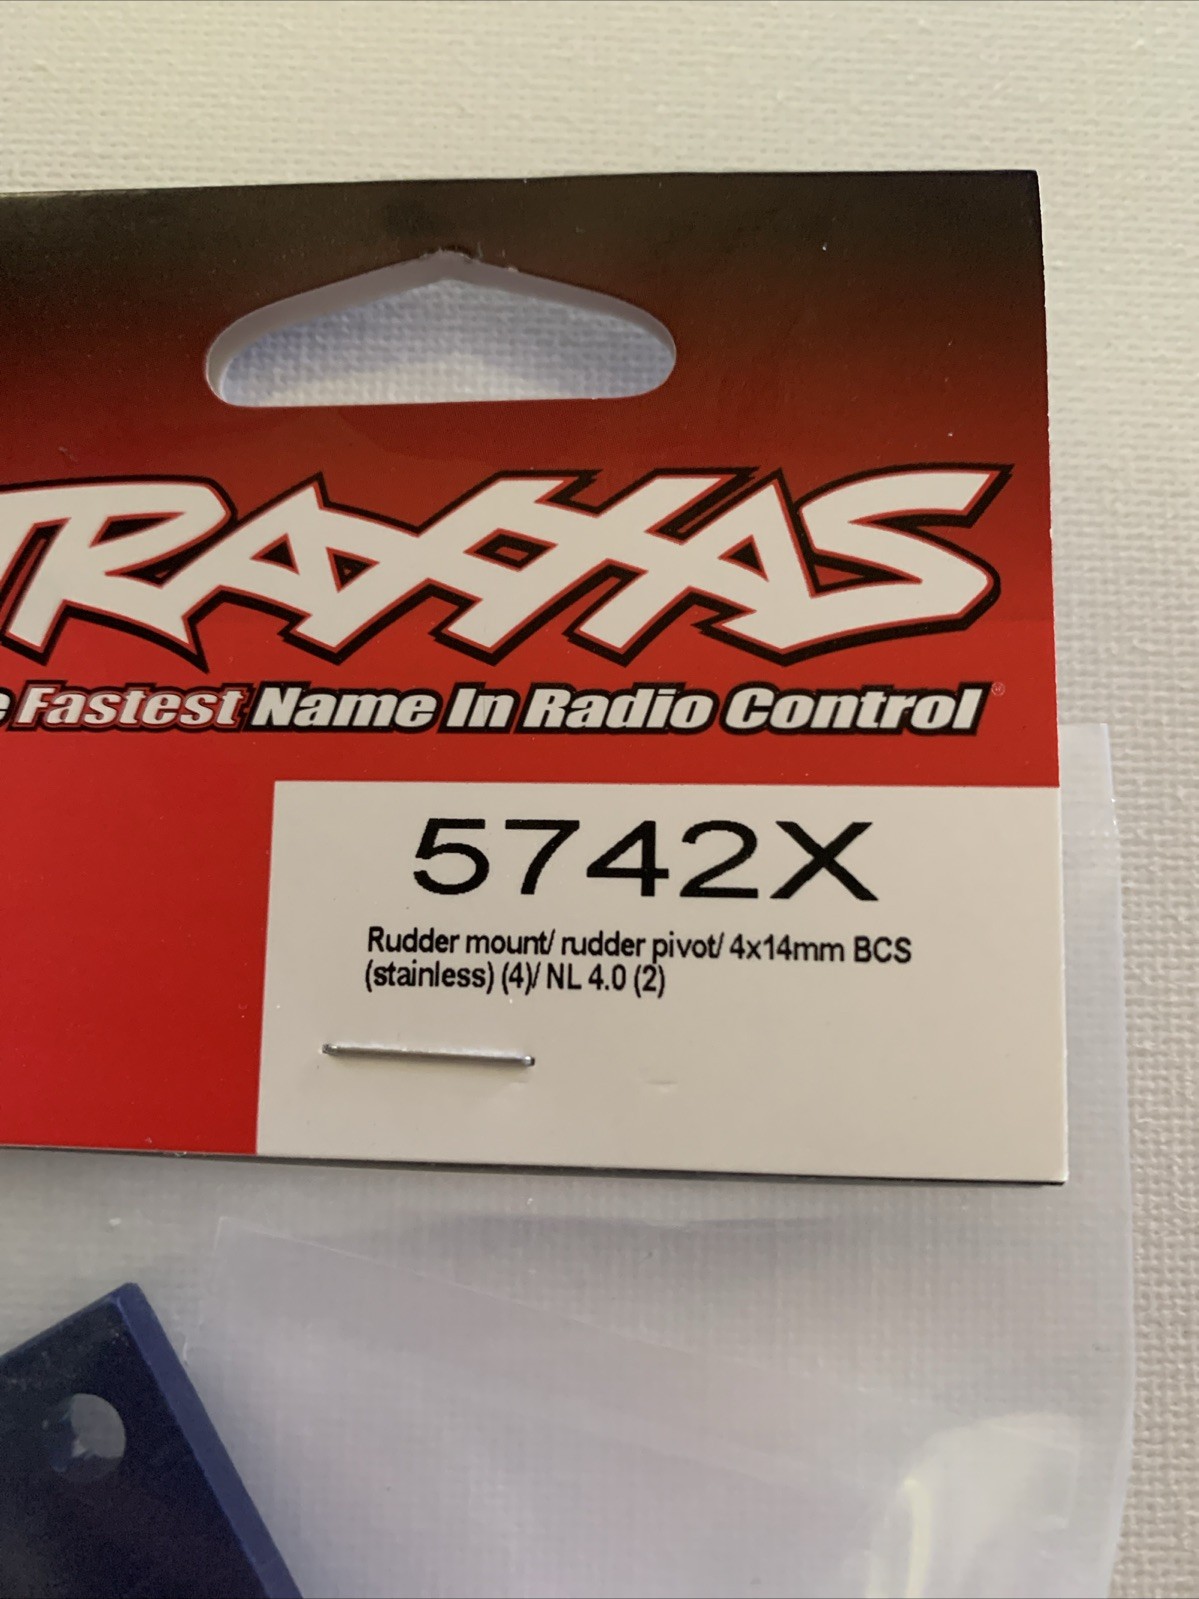 TRAXXAS
Fastest Name In Radio Control®
5742X
Rudder mount/ rudder pivot/ 4x14mm BCS
(stainless) (4)/ NL 4.0 (2)